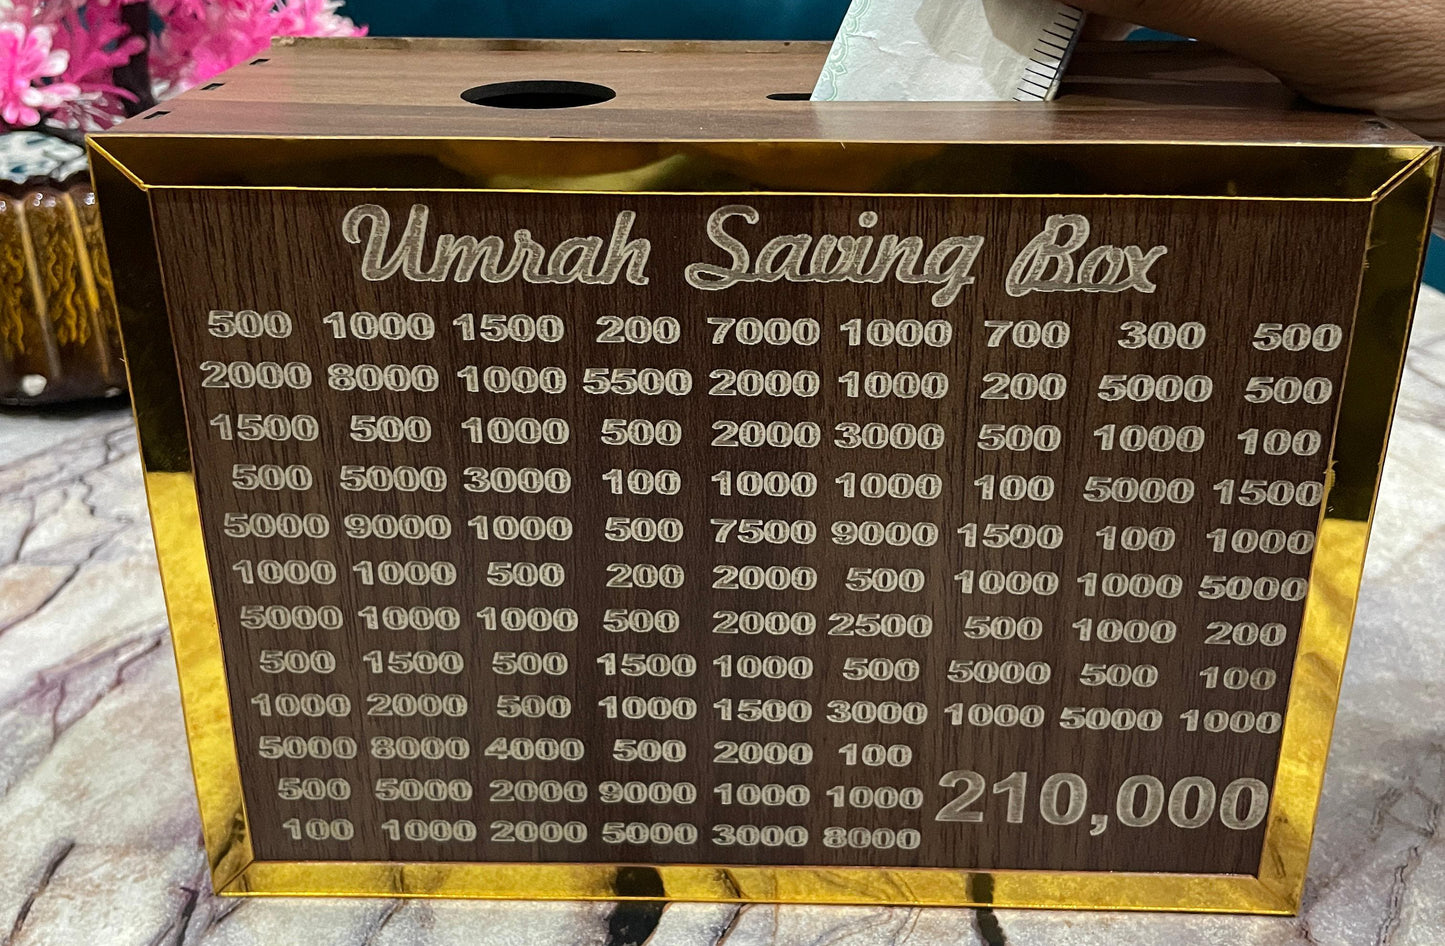 Umrah Saving Box
500 1000 1500 200 7000 1000 700 300 500
2000 8000 1000 5500 2000 1000 200 5000 500
1500 500 1000 500 2000 3000 500 1000 100
500 5000 3000 100 1000 1000 100 5000 1500
5000 9000 1000 500 7500 9000 1500 100 1000
1000 1000 500 200 2000 500 1000 1000 5000
5000 1000 1000 500 2000 2500 500 1000 200
500 1500 500 1500 1000 500 5000 500 100
1000 2000 500 1000 1500 3000 1000 5000 1000
5000 8000 4000 500 2000 100
500 5000 2000 9000 1000 1000 210,000
100 1000 2000 5000 3000 8000